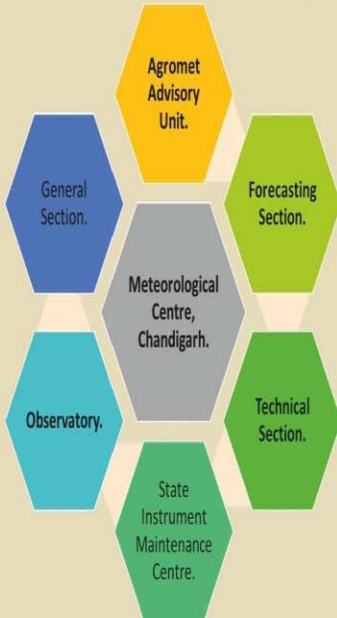 Agromet
Advisory
Unit.
General
Section.
Forecasting
Section.
Meteorological
Centre,
Chandigarh.
Observatory.
Technical
Section.
State
Instrument
Maintenance
Centre.